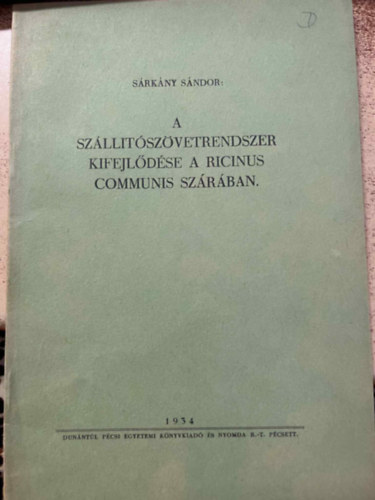 SÁRKÁNY SÁNDOR:
A
SZÁLLITÓSZÖVETRENDSZER
KIFEJLŐDÉSE A RICINUS
COMMUNIS SZÁRÁBAN.
1934
DUNÁNTÚL PÉCSI EGYETEMI KÖNYVKIADÓ ÉS NYOMDA R.-T. PÉCSETT.